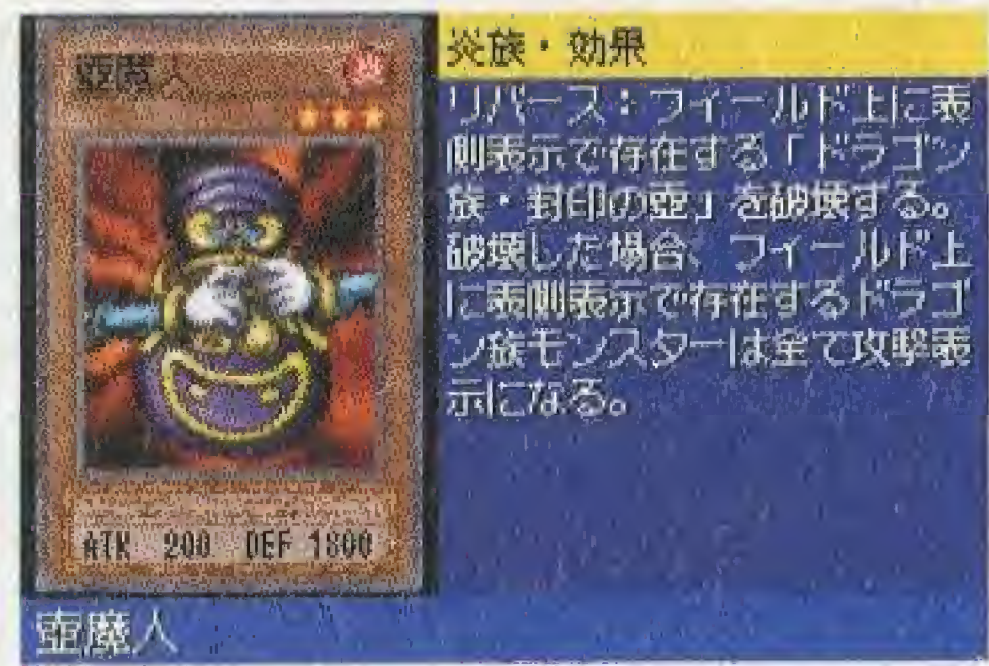 壺魔人
炎族・効果
リバース：フィールド上に表
側表示で存在する「ドラゴン
族・封印の壺」を破壊する。
破壊した場合、フィールド上
に表側表示で存在するドラゴ
ン族モンスターは全て攻撃表
示になる。
ATK 200 DEF 1800
壺魔人